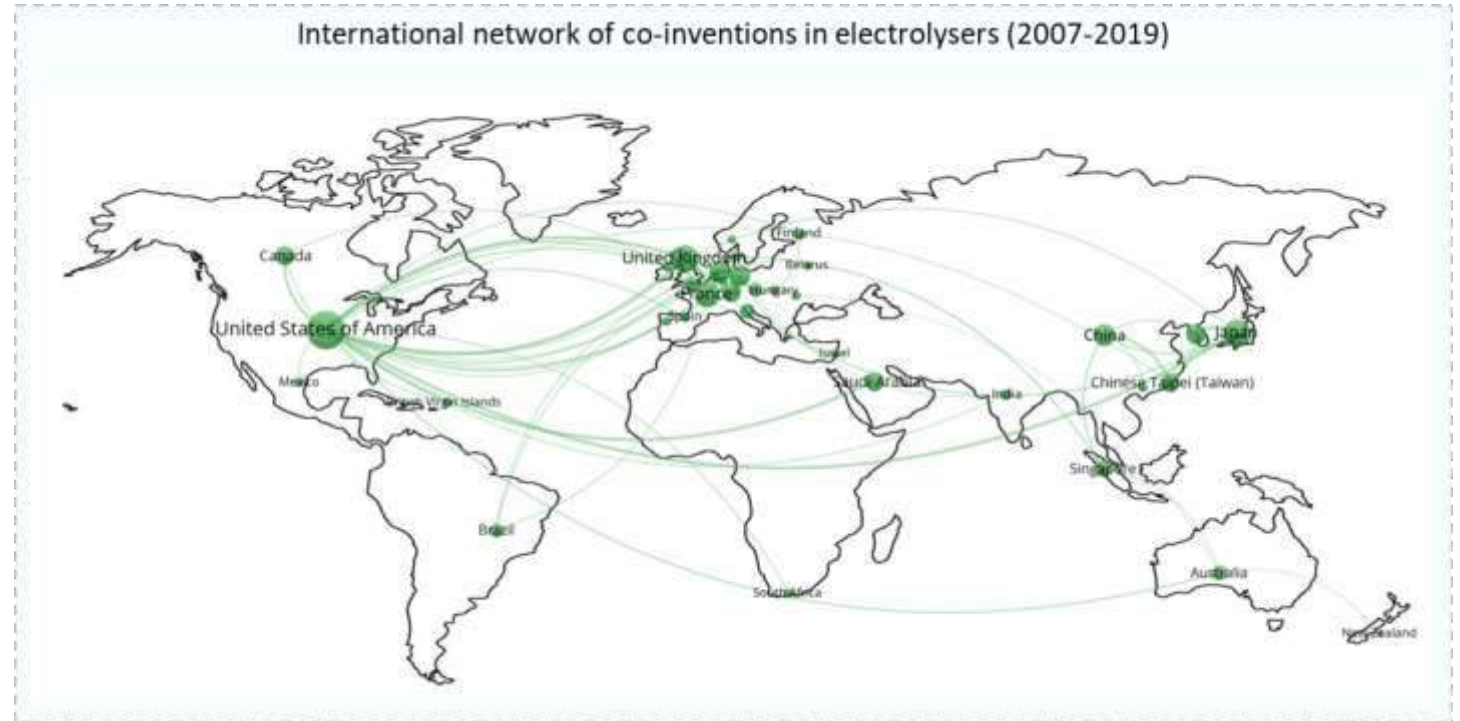 International network of co-inventions in electrolysers (2007-2019)
Finland
Canada
United Kingdom
Belarus
France
Hungary
Spain
United States of America
China
Japan
Israel
Mexico
Saudi Arabia
Chinese Taipei (Taiwan)
India
Virgin Islands
Singapore
Brazil
Australia
South Africa
New Zealand